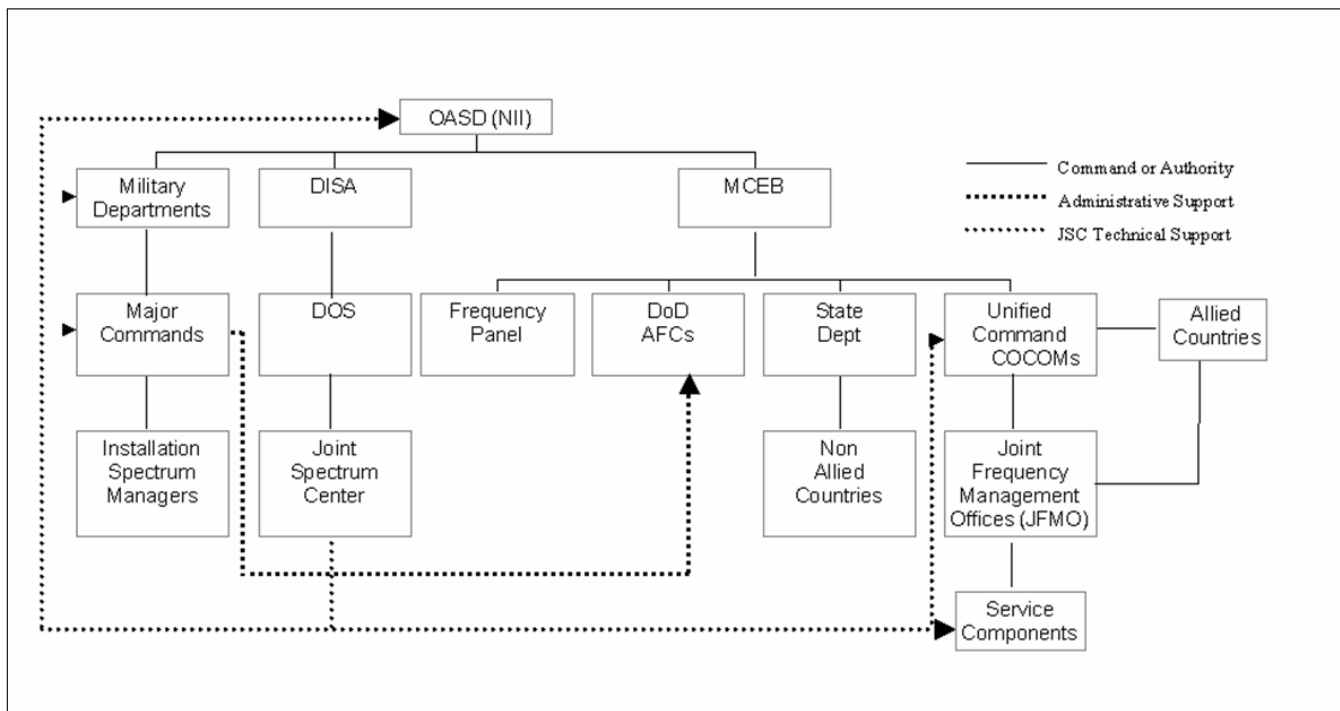 OASD (NII)
Military
Departments
DISA
MCEB
Command or Authority
Administrative Support
JSC Technical Support
Major
Commands
DOS
Frequency
Panel
DoD
AFCs
State
Dept
Unified
Command
COCOMs
Allied
Countries
Installation
Spectrum
Managers
Joint
Spectrum
Center
Non
Allied
Countries
Joint
Frequency
Management
Offices (JFMO)
Service
Components